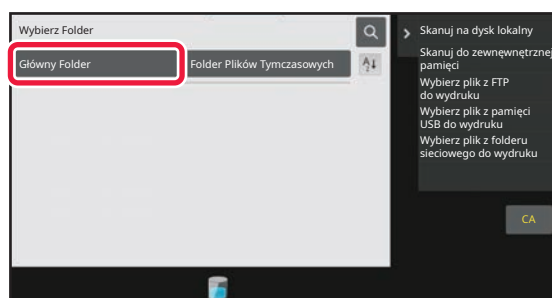 Wybierz Folder
Główny Folder
Folder Plików Tymczasowych
Skanuj na dysk lokalny
Skanuj do zewnęwnętrznej
pamięci
Wybierz plik z FTP
do wydruku
Wybierz plik z pamięci
USB do wydruku
Wybierz plik z folderu
sieciowego do wydruku
CA